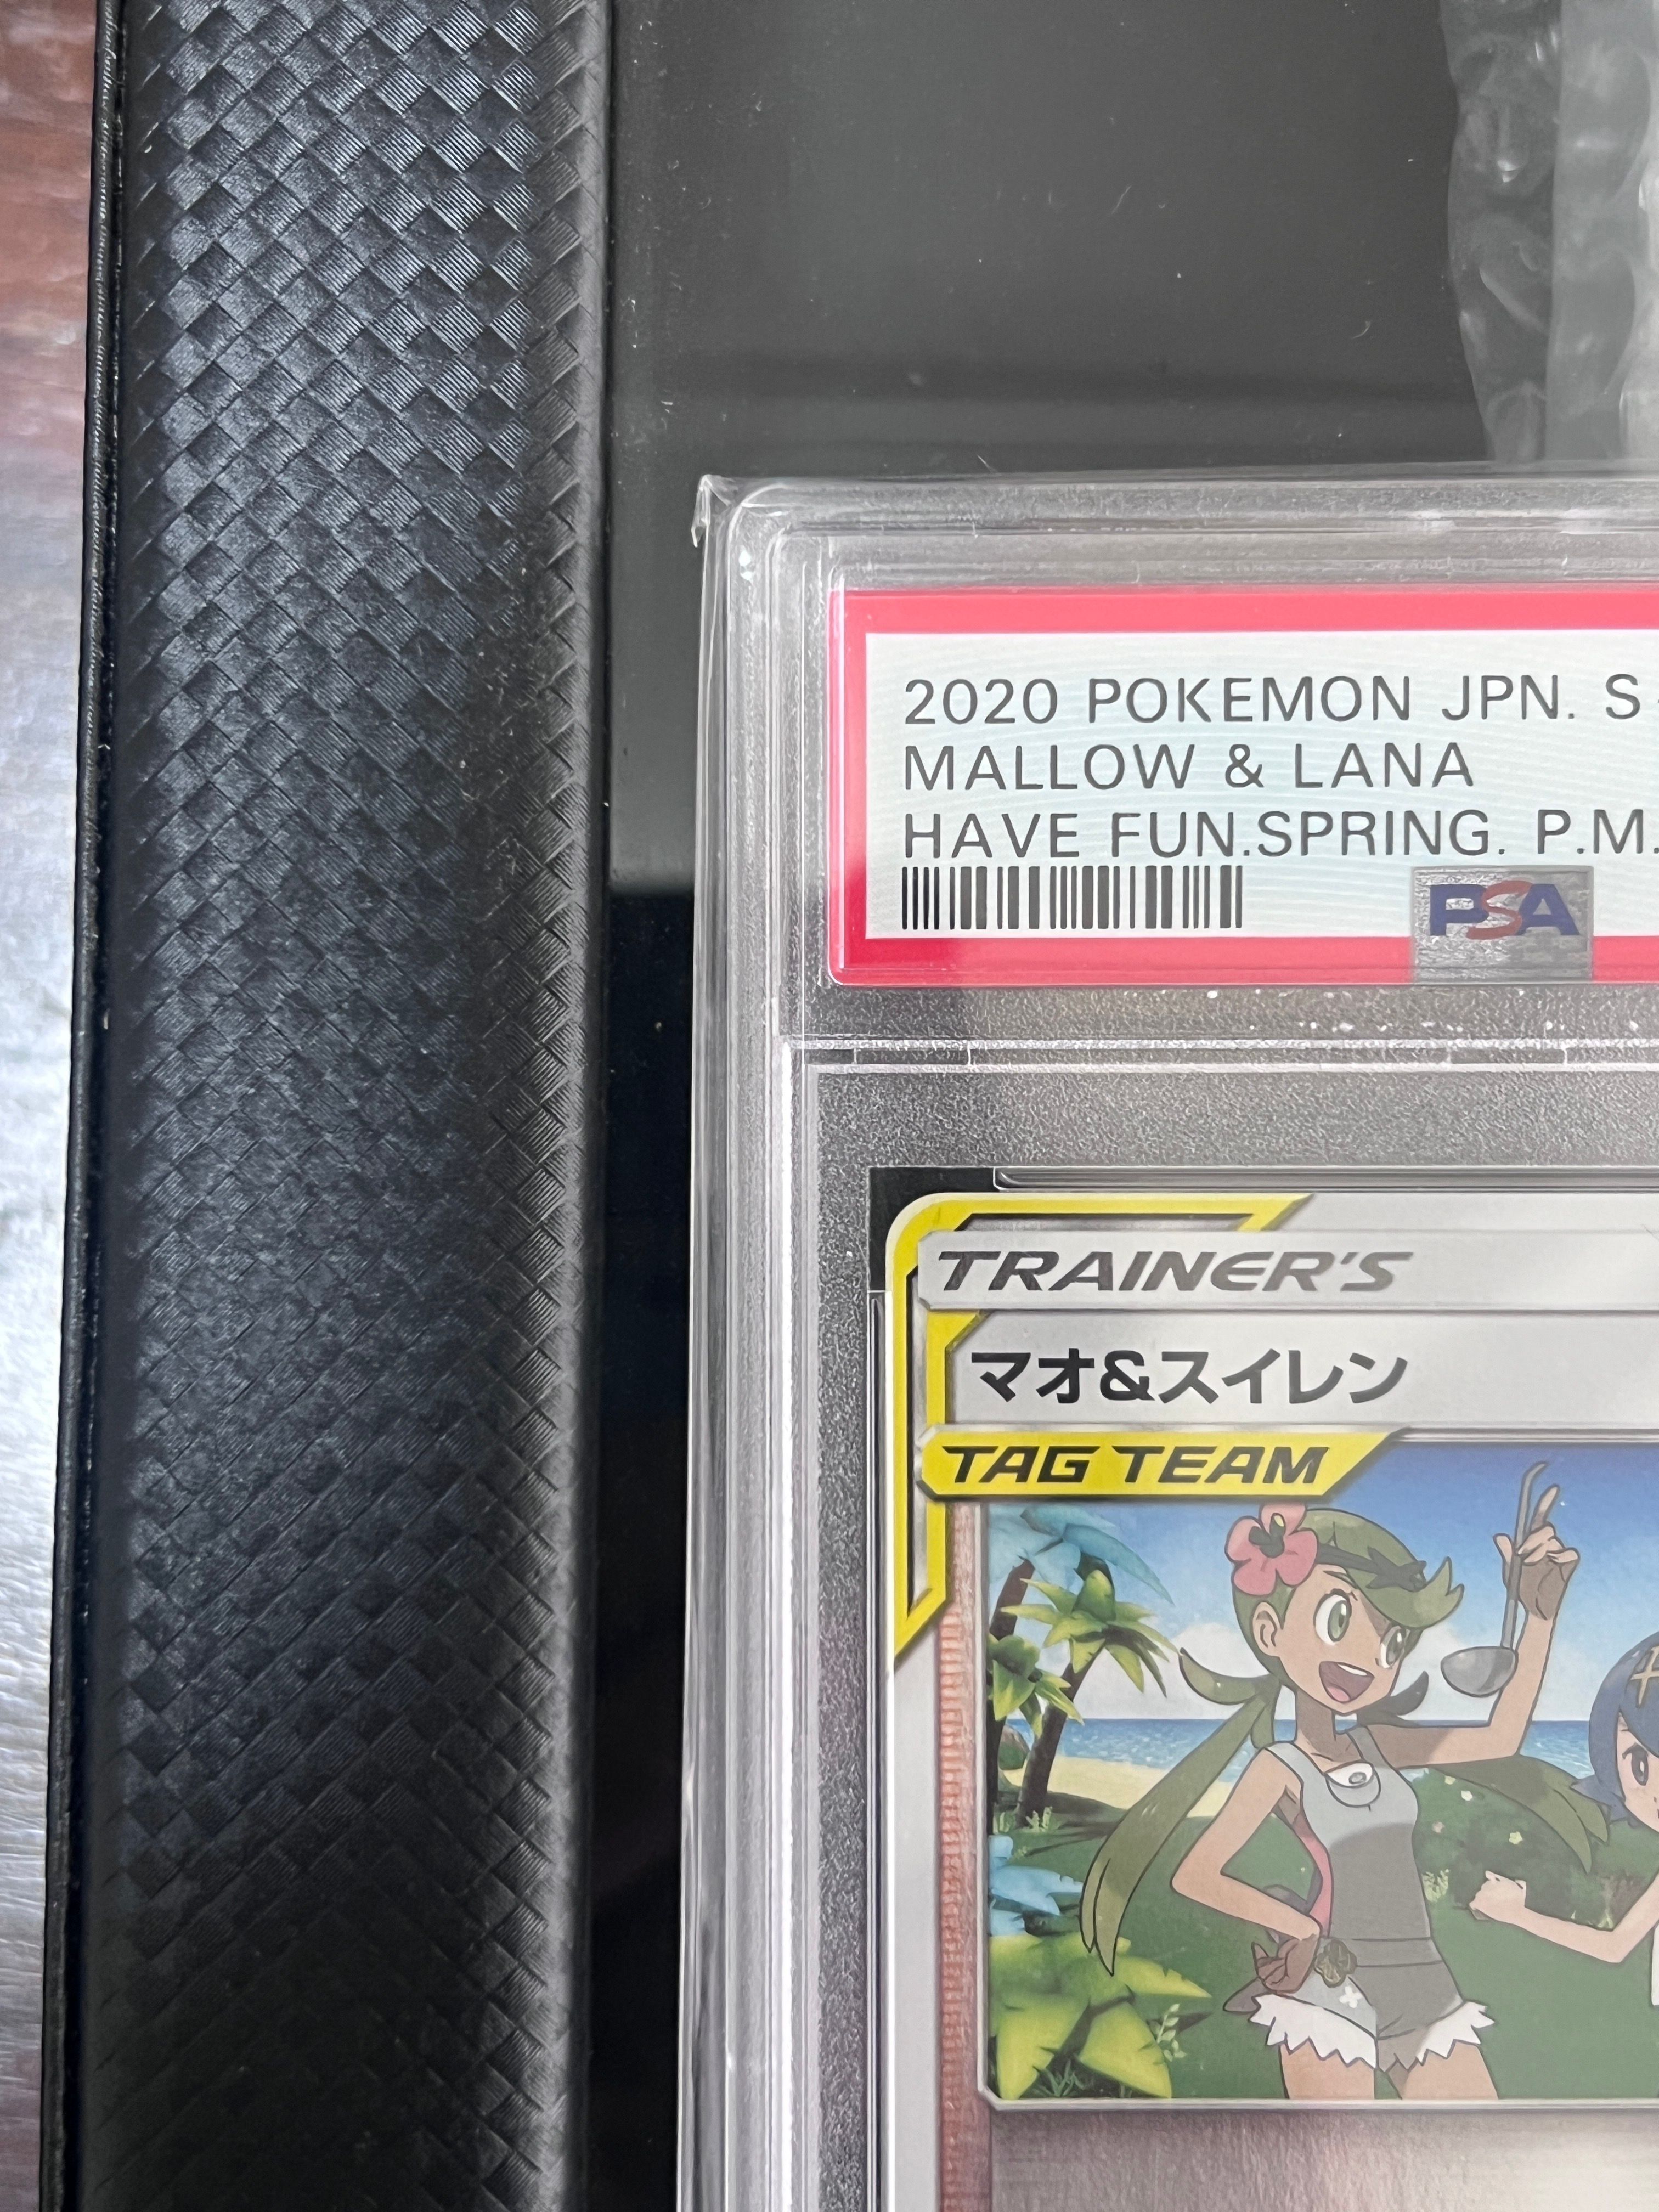 2020 POKEMON JPN. S
MALLOW & LANA
HAVE FUN.SPRING. P.M.
PSA
TRAINER'S
マオ&スイレン
TAG TEAM